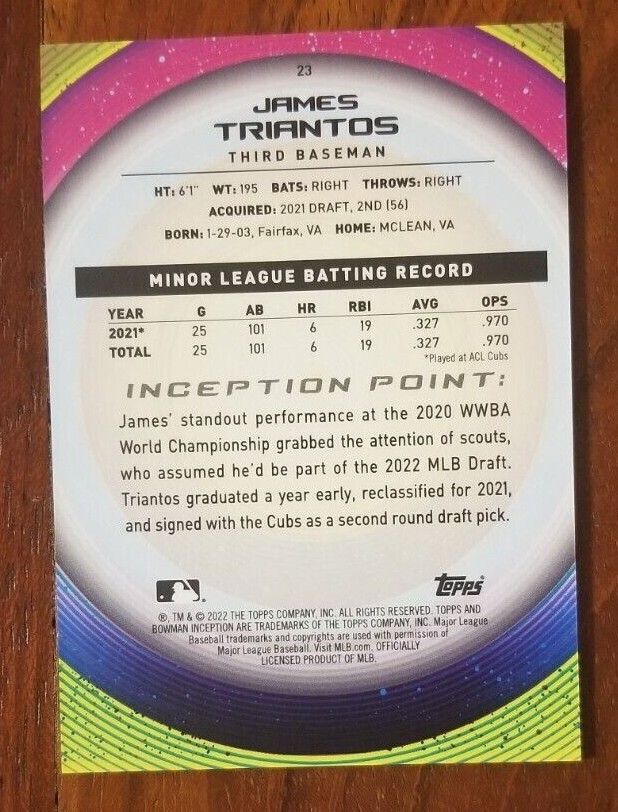 23
JAMES
TRIANTOS
THIRD BASEMAN
HT: 6'1" WT: 195 BATS: RIGHT THROWS: RIGHT
ACQUIRED: 2021 DRAFT, 2ND (56)
BORN: 1-29-03, Fairfax, VA HOME: MCLEAN, VA
MINOR LEAGUE BATTING RECORD
YEAR G AB HR RBI AVG OPS
2021* 25 101 6 19 .327 .970
TOTAL 25 101 6 19 .327 .970
*Played at ACL Cubs
INCEPTION POINT:
James' standout performance at the 2020 WWBA
World Championship grabbed the attention of scouts,
who assumed he'd be part of the 2022 MLB Draft.
Triantos graduated a year early, reclassified for 2021,
and signed with the Cubs as a second round draft pick.
Topps
®, TM & © 2022 THE TOPPS COMPANY, INC. ALL RIGHTS RESERVED. TOPPS AND
BOWMAN INCEPTION ARE TRADEMARKS OF THE TOPPS COMPANY, INC. Major League
Baseball trademarks and copyrights are used with permission of
Major League Baseball. Visit MLB.com. OFFICIALLY
LICENSED PRODUCT OF MLB.